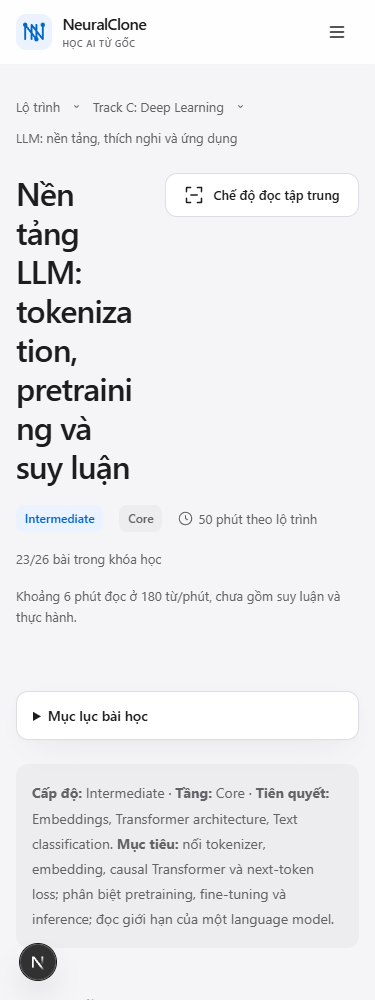 NeuralClone
HỌC AI TỪ GỐC
Lộ trình
Track C: Deep Learning
LLM: nền tảng, thích nghi và ứng dụng
Nền
tảng
LLM:
tokeniza
tion,
pretraini
ng và
suy luận
Chế độ đọc tập trung
Intermediate
Core
50 phút theo lộ trình
23/26 bài trong khóa học
Khoảng 6 phút đọc ở 180 từ/phút, chưa gồm suy luận và
thực hành.
Mục lục bài học
Cấp độ: Intermediate · Tầng: Core · Tiên quyết:
Embeddings, Transformer architecture, Text
classification. Mục tiêu: nối tokenizer,
embedding, causal Transformer và next-token
loss; phân biệt pretraining, fine-tuning và
inference; đọc giới hạn của một language model.
N